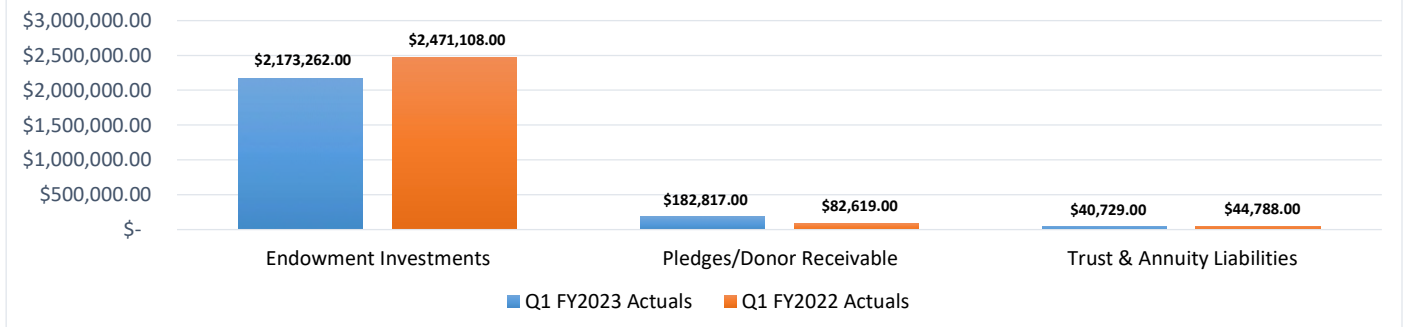 $3,000,000.00
$2,500,000.00
$2,000,000.00
$1,500,000.00
$1,000,000.00
$500,000.00
$-
$2,173,262.00
$2,471,108.00
$182,817.00
$82,619.00
$40,729.00
$44,788.00
Endowment Investments
Pledges/Donor Receivable
Trust & Annuity Liabilities
Q1 FY2023 Actuals
Q1 FY2022 Actuals